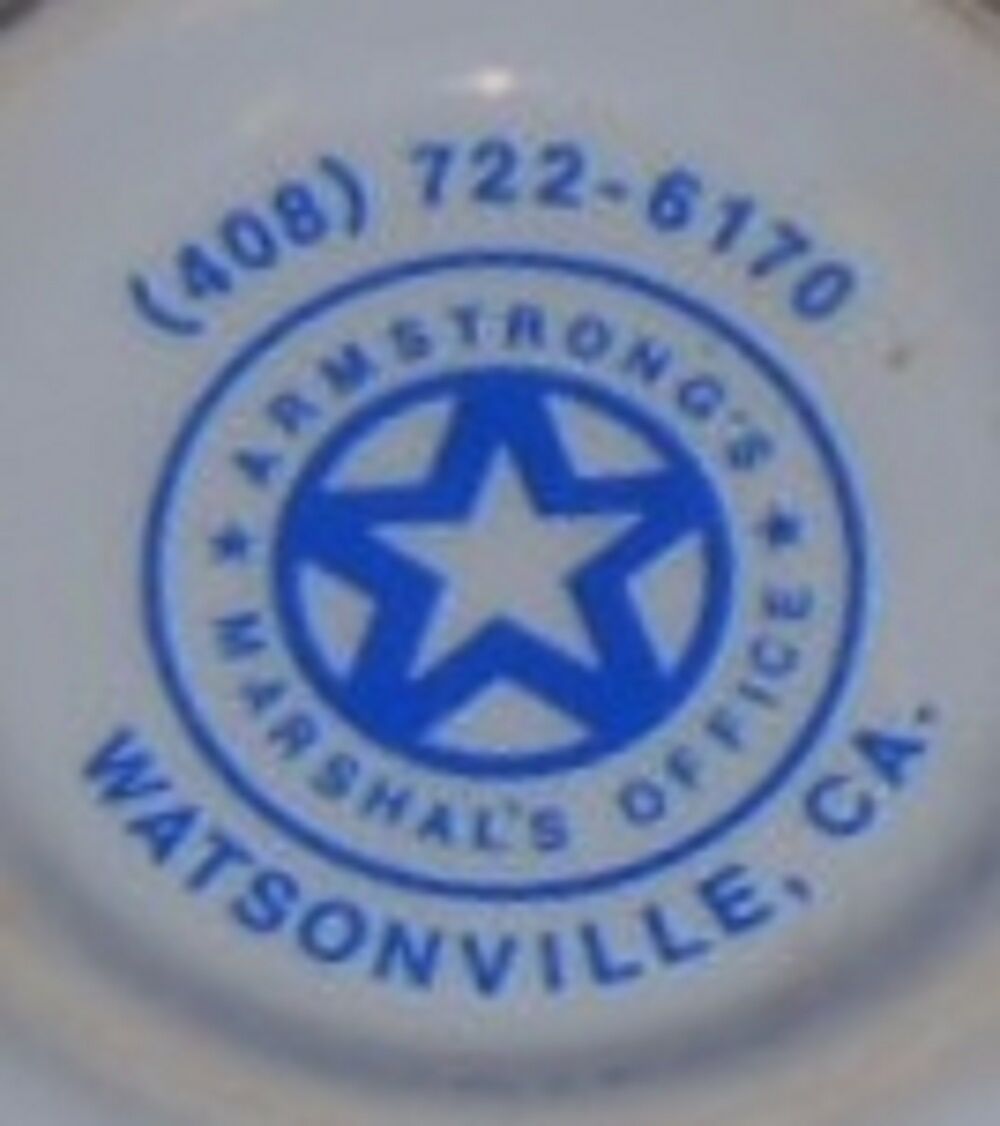 (408) 722-6170
ARMSTRONG'S
MARSHAL'S OFFICE
WATSONVILLE, CA.